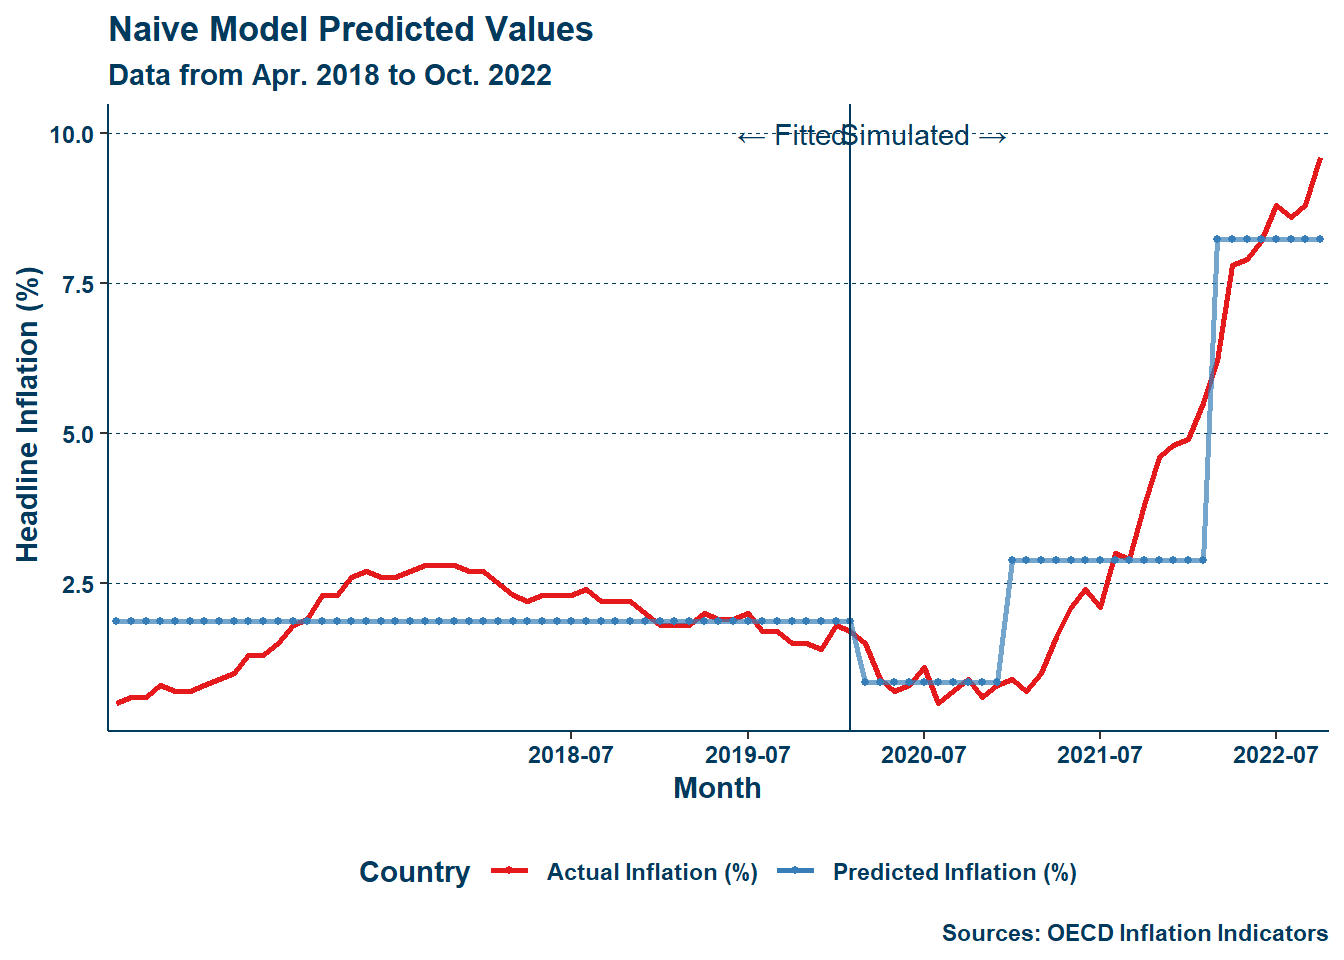 Naive Model Predicted Values
Data from Apr. 2018 to Oct. 2022
10.0
← Fitted
Simulated →
7.5
5.0
2.5
Headline Inflation (%)
2018-07 2019-07 2020-07 2021-07 2022-07
Month
Country Actual Inflation (%) Predicted Inflation (%)
Sources: OECD Inflation Indicators